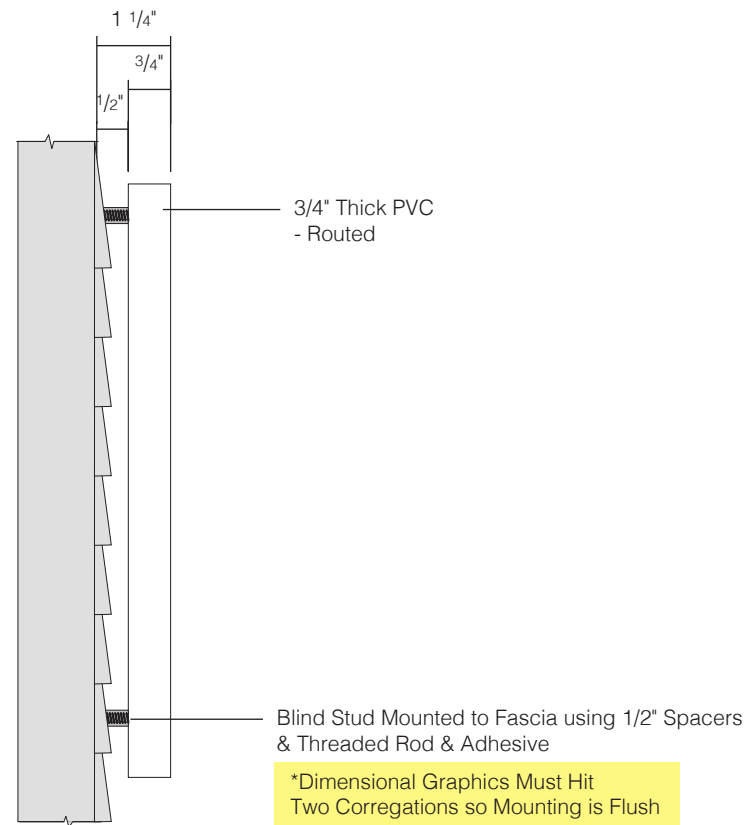 1 1/4"
3/4"
1/2"
3/4" Thick PVC
- Routed
Blind Stud Mounted to Fascia using 1/2" Spacers
& Threaded Rod & Adhesive
*Dimensional Graphics Must Hit
Two Corregations so Mounting is Flush